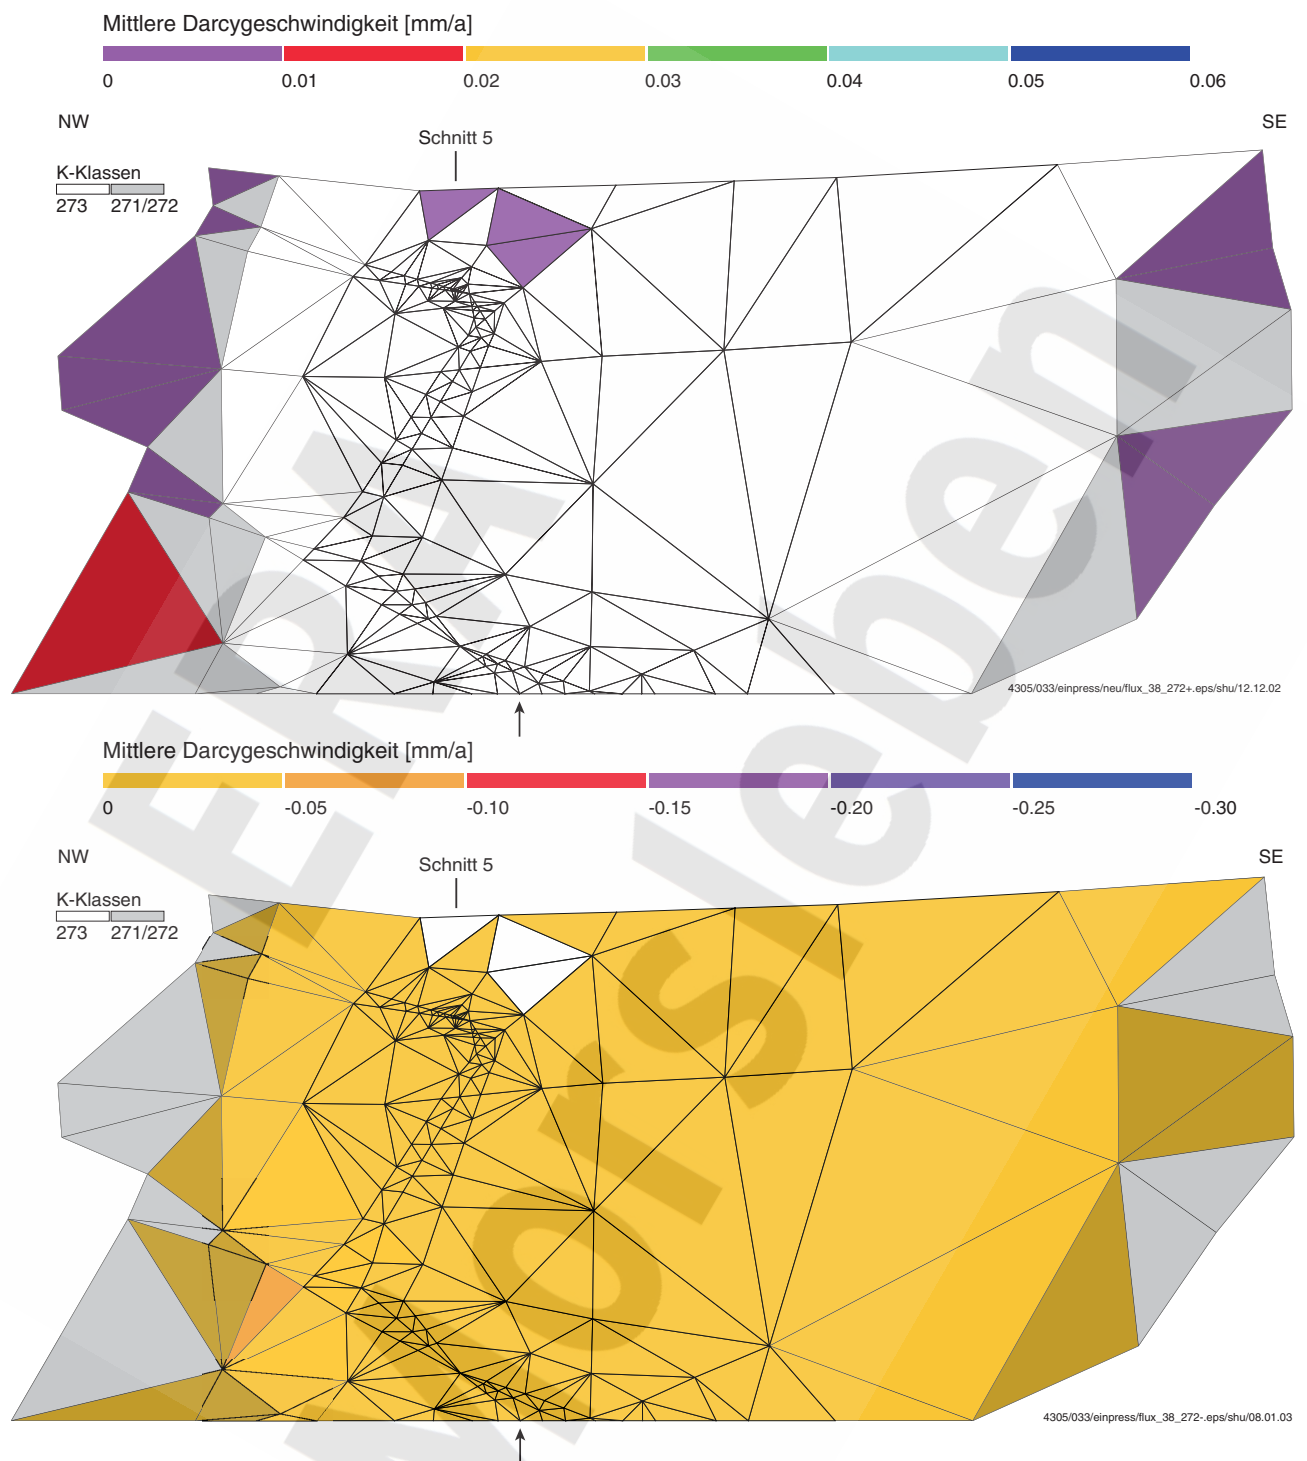 Mittlere Darcygeschwindigkeit [mm/a]
0 0.01 0.02 0.03 0.04 0.05 0.06
NW SE
Schnitt 5
K-Klassen
273 271/272
4305/033/einpress/neu/flux_38_272+.eps/shu/12.12.02
Mittlere Darcygeschwindigkeit [mm/a]
0 -0.05 -0.10 -0.15 -0.20 -0.25 -0.30
NW SE
Schnitt 5
K-Klassen
273 271/272
4305/033/einpress/flux_38_272-.eps/shu/08.01.03
ERA
Morsleben